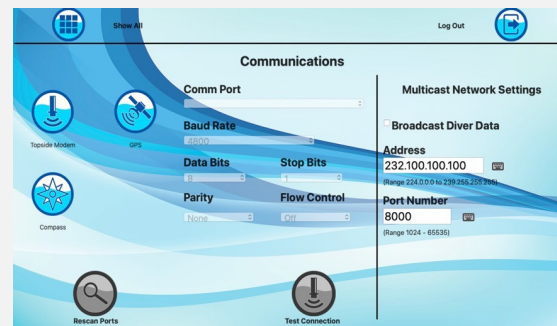 Show All
Log Out
Communications
Topside Modem
GPS
Compass
Comm Port
Baud Rate
4800
Data Bits
Stop Bits
8
1
Parity
Flow Control
None
Off
Rescan Ports
Test Connection
Multicast Network Settings
Broadcast Diver Data
Address
232.100.100.100
(Range 224.0.0.0 to 239.255.255.255)
Port Number
8000
(Range 1024 - 65535)